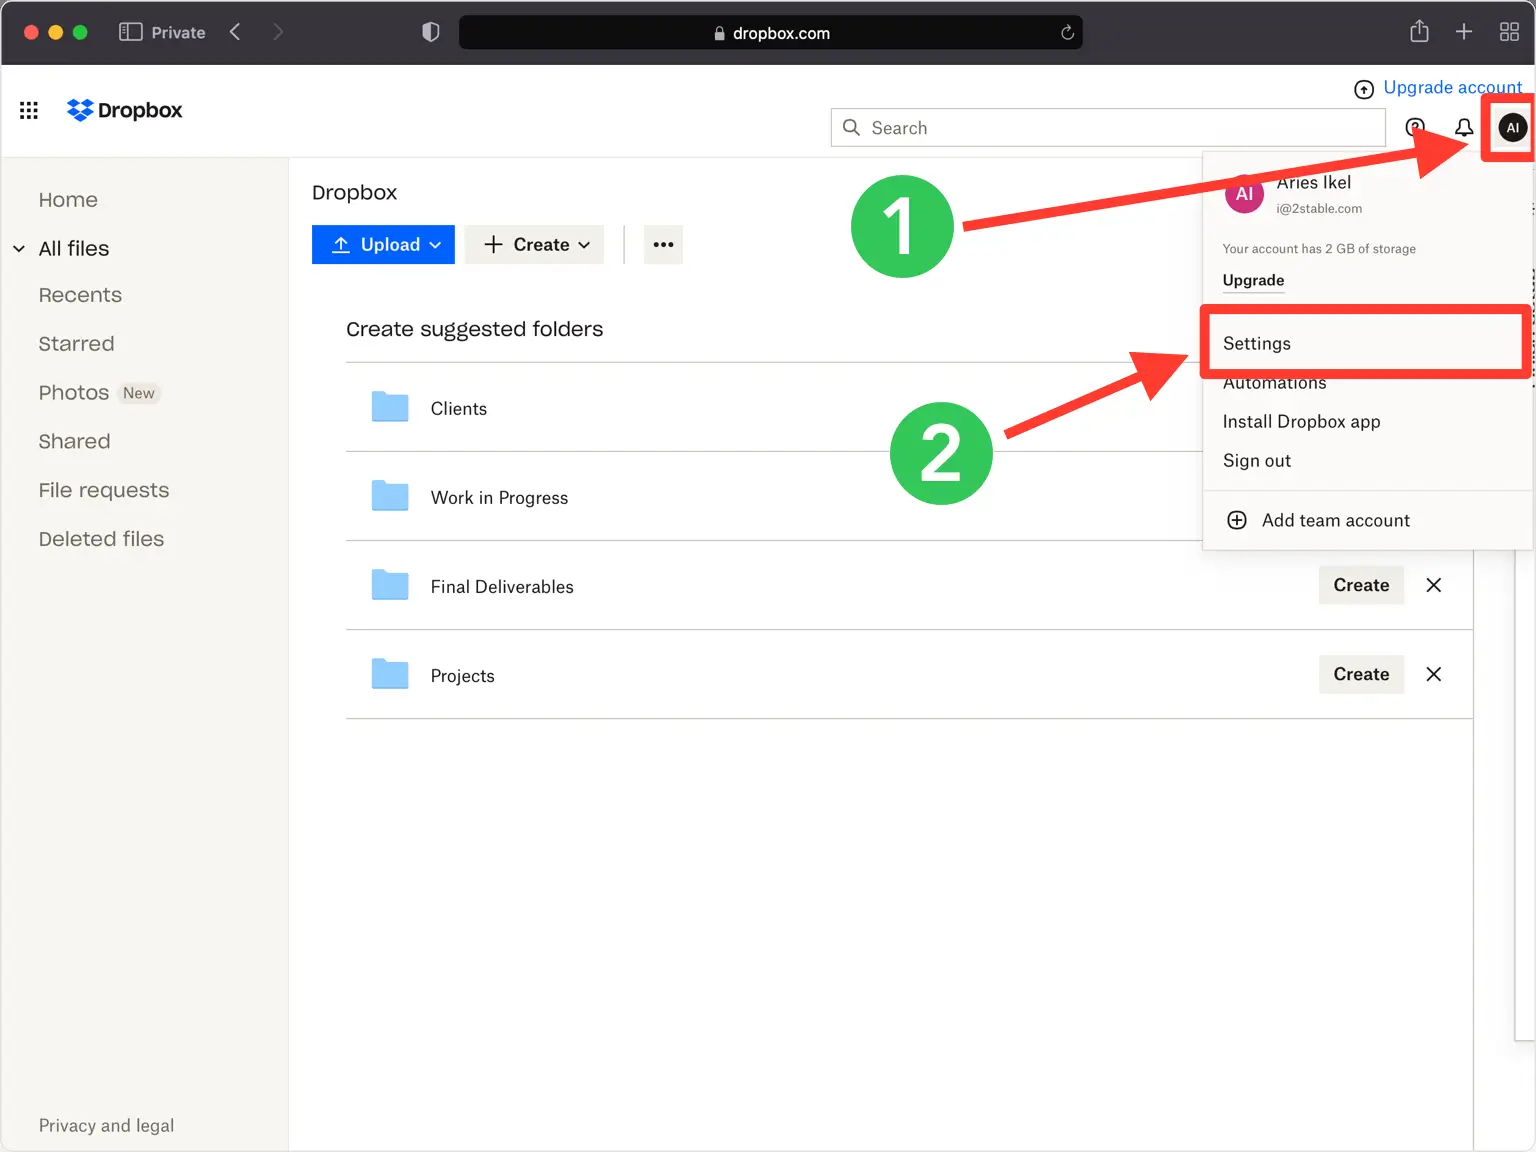 Private
dropbox.com
Upgrade account
Dropbox
Search
AI
Home
All files
Recents
Starred
Photos New
Shared
File requests
Deleted files
Privacy and legal
Dropbox
Upload
Create
Create suggested folders
Clients
Work in Progress
Final Deliverables
Create
Projects
Create
1
2
AI
Aries Ikel
i@2stable.com
Your account has 2 GB of storage
Upgrade
Settings
Automations
Install Dropbox app
Sign out
Add team account